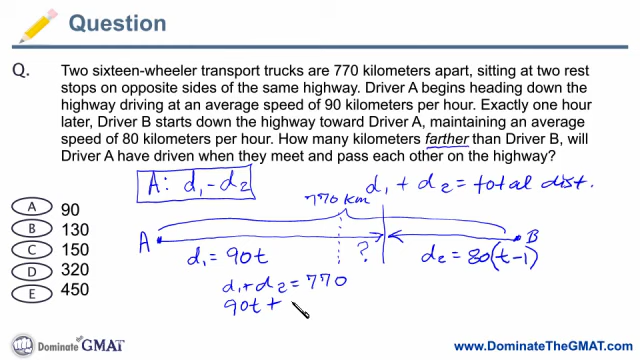 Question
Q. Two sixteen-wheeler transport trucks are 770 kilometers apart, sitting at two rest
stops on opposite sides of the same highway. Driver A begins heading down the
highway driving at an average speed of 90 kilometers per hour. Exactly one hour
later, Driver B starts down the highway toward Driver A, maintaining an average
speed of 80 kilometers per hour. How many kilometers farther than Driver B, will
Driver A have driven when they meet and pass each other on the highway?
A: d₁ - d₂
d₁ + d₂ = total dist.
770 km
A 90
B 130
C 150
D 320
E 450
A
B
d₁ = 90t
?
d₂ = 80(t-1)
d₁ + d₂ = 770
90t +
Dominate the GMAT
www.DominateTheGMAT.com